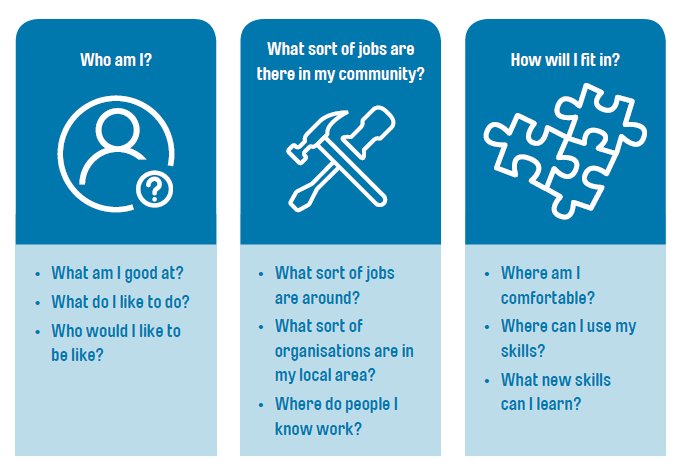 Who am I?
?
• What am I good at?
• What do I like to do?
• Who would I like to
be like?
What sort of jobs are
there in my community?
• What sort of jobs
are around?
• What sort of
organisations are in
my local area?
• Where do people I
know work?
How will I fit in?
• Where am I
comfortable?
• Where can I use my
skills?
• What new skills
can I learn?